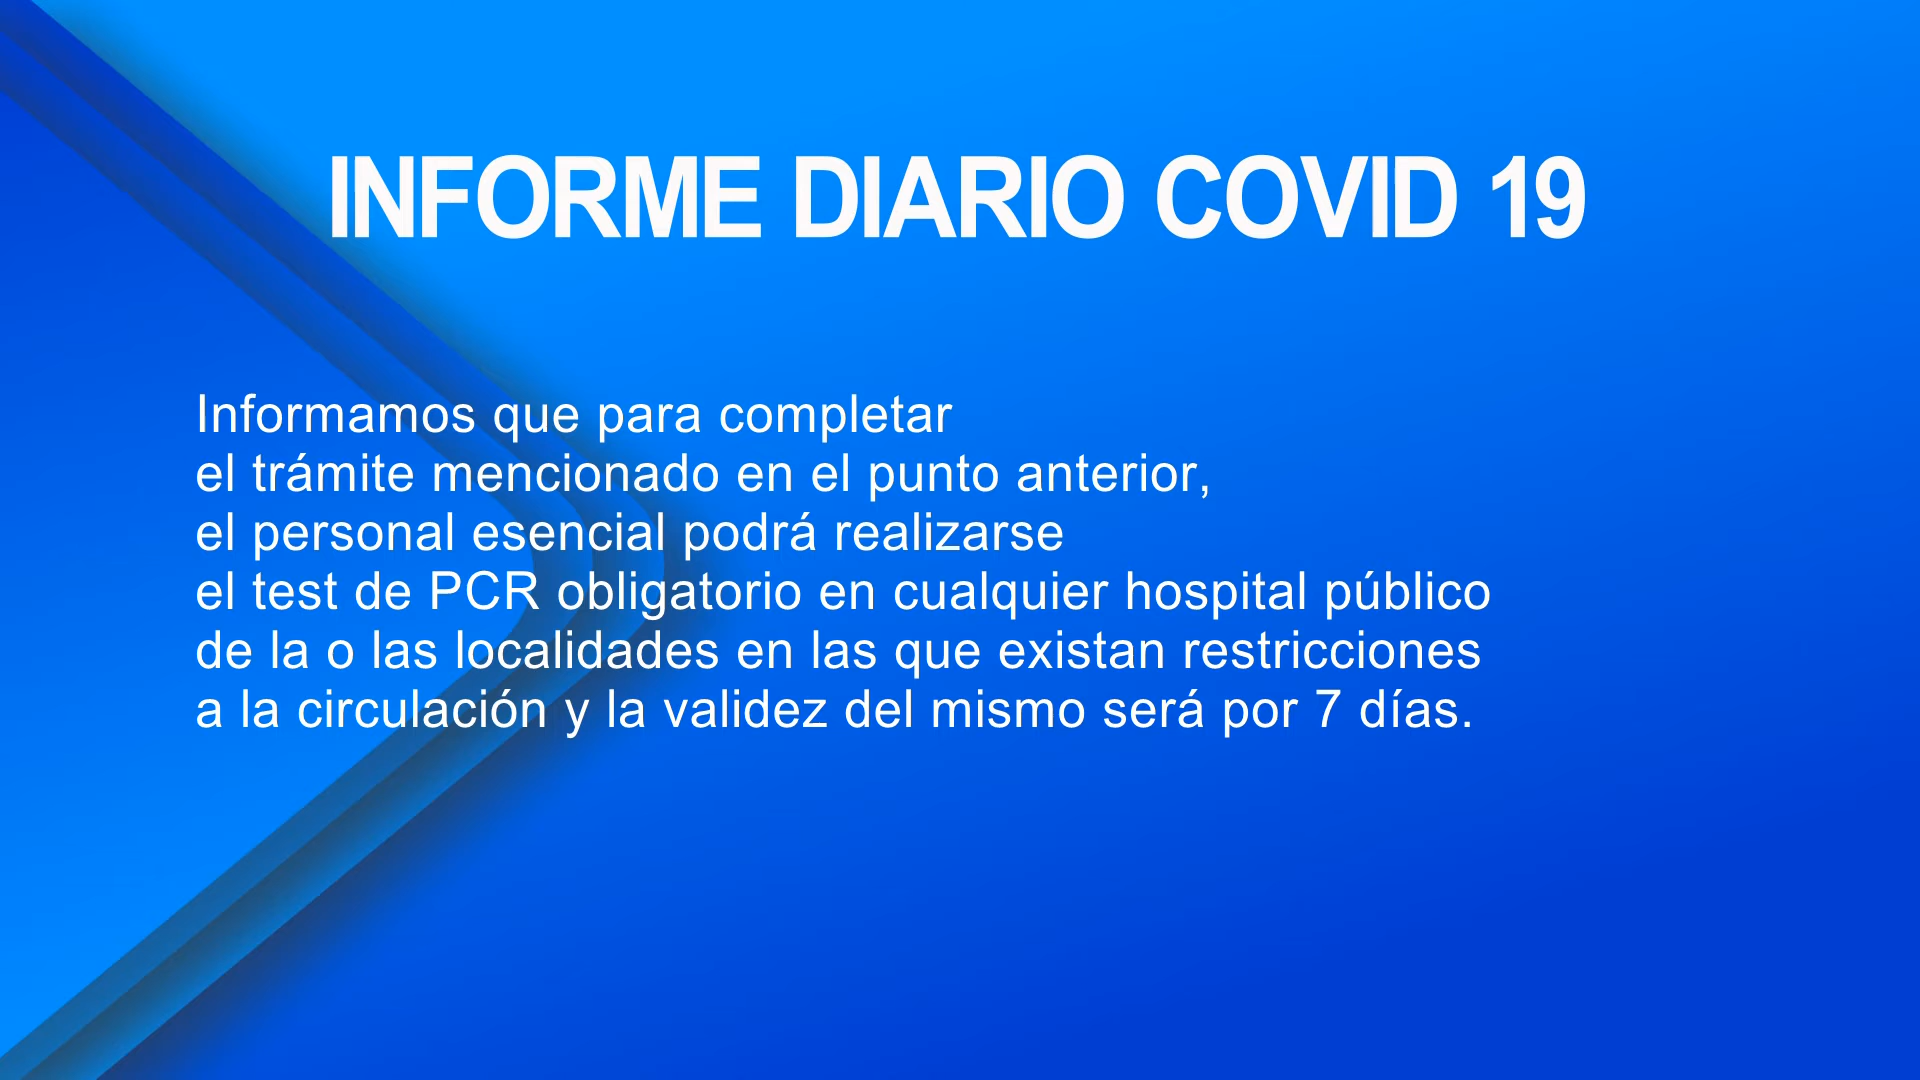 INFORME DIARIO COVID 19
Informamos que para completar
el trámite mencionado en el punto anterior,
el personal esencial podrá realizarse
el test de PCR obligatorio en cualquier hospital público
de la o las localidades en las que existan restricciones
a la circulación y la validez del mismo será por 7 días.